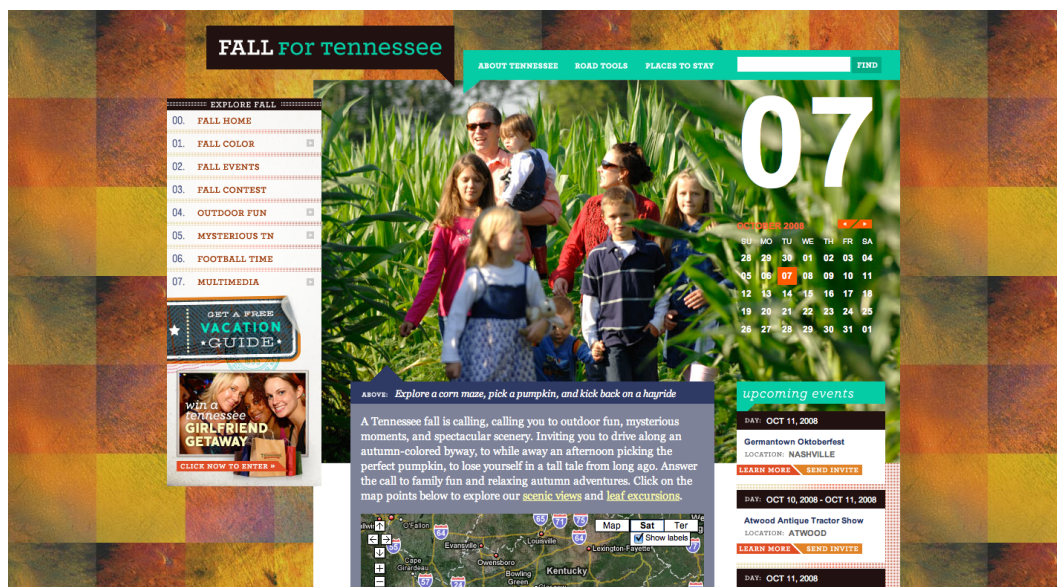 FALL FOR TENNESSEE
ABOUT TENNESSEE ROAD TOOLS PLACES TO STAY FIND
EXPLORE FALL
00. FALL HOME
01. FALL COLOR
02. FALL EVENTS
03. FALL CONTEST
04. OUTDOOR FUN
05. MYSTERIOUS TN
06. FOOTBALL TIME
07. MULTIMEDIA
GET A FREE
VACATION
GUIDE
win a
tennessee
GIRLFRIEND
GETAWAY
CLICK NOW TO ENTER »
07
OCTOBER 2008
SU MO TU WE TH FR SA
28 29 30 01 02 03 04
05 06 07 08 09 10 11
12 13 14 15 16 17 18
19 20 21 22 23 24 25
26 27 28 29 30 31 01
ABOVE: Explore a corn maze, pick a pumpkin, and kick back on a hayride
A Tennessee fall is calling, calling you to outdoor fun, mysterious
moments, and spectacular scenery. Inviting you to drive along an
autumn-colored byway, to while away an afternoon picking the
perfect pumpkin, to lose yourself in a tall tale from long ago. Answer
the call to family fun and relaxing autumn adventures. Click on the
map points below to explore our scenic views and leaf excursions.
Map Sat Ter
Show labels
O'Fallon
65 71 75
64
64
Evansville
Louisville
Lexington-Fayette
Cape
Girardeau
Owensboro
Bowling
Green
Kentucky
57
77
upcoming events
DAY: OCT 11, 2008
Germantown Oktoberfest
LOCATION: NASHVILLE
LEARN MORE SEND INVITE
DAY: OCT 10, 2008 - OCT 11, 2008
Atwood Antique Tractor Show
LOCATION: ATWOOD
LEARN MORE SEND INVITE
DAY: OCT 11, 2008